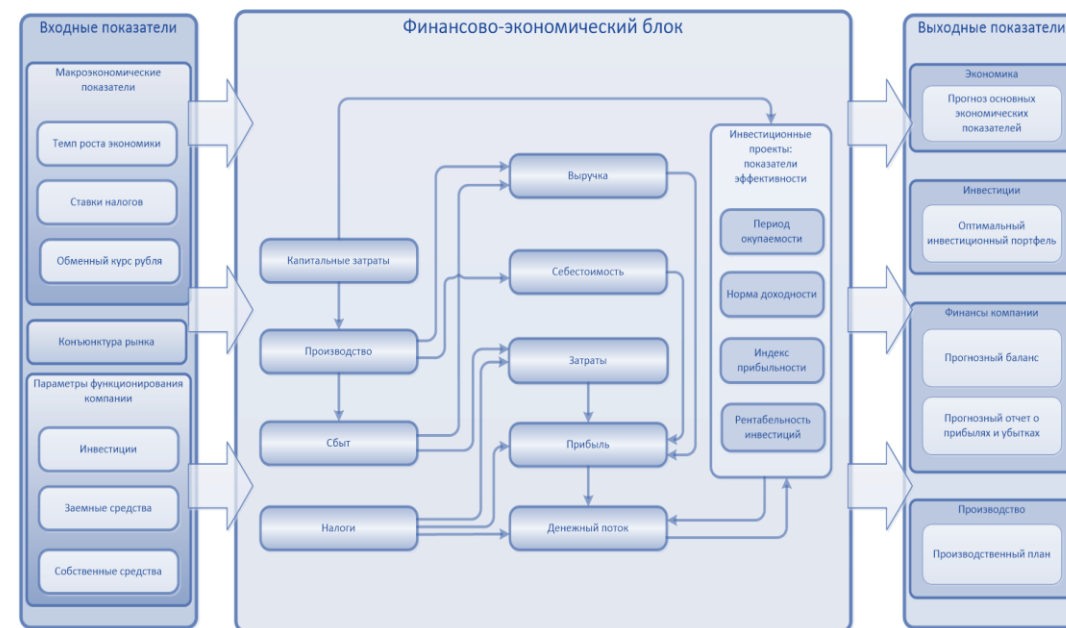 Входные показатели
Макроэкономические
показатели
Темп роста экономики
Ставки налогов
Обменный курс рубля
Конъюнктура рынка
Параметры функционирования
компании
Инвестиции
Заемные средства
Собственные средства
Финансово-экономический блок
Капитальные затраты
Производство
Сбыт
Налоги
Выручка
Себестоимость
Затраты
Прибыль
Денежный поток
Инвестиционные
проекты:
показатели
эффективности
Период
окупаемости
Норма доходности
Индекс
прибыльности
Рентабельность
инвестиций
Выходные показатели
Экономика
Прогноз основных
экономических
показателей
Инвестиции
Оптимальный
инвестиционный портфель
Финансы компании
Прогнозный баланс
Прогнозный отчет о
прибылях и убытках
Производство
Производственный план